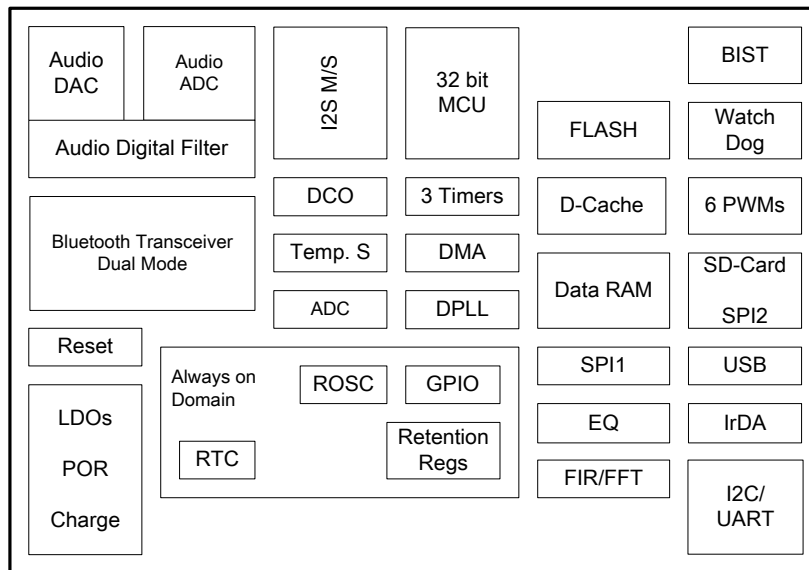 Audio
DAC
Audio
ADC
Audio Digital Filter
I2S M/S
32 bit
MCU
BIST
FLASH
Watch
Dog
DCO
3 Timers
D-Cache
6 PWMs
Bluetooth Transceiver
Dual Mode
Temp. S
DMA
Data RAM
SD-Card
SPI2
ADC
DPLL
Reset
Always on
Domain
ROSC
GPIO
RTC
Retention
Regs
SPI1
USB
LDOs
POR
Charge
EQ
IrDA
FIR/FFT
I2C/
UART